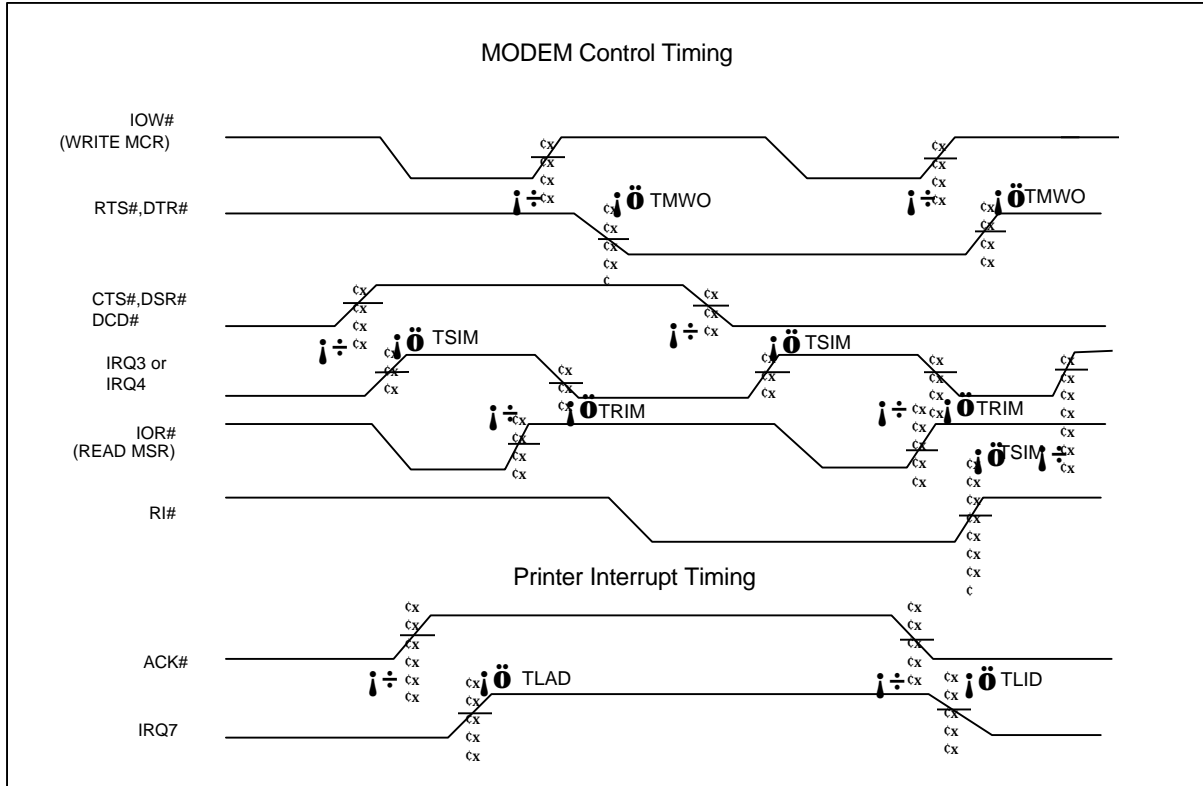 MODEM Control Timing
IOW#
(WRITE MCR)
RTS#,DTR#
TMWO
TMWO
CTS#,DSR#
DCD#
TSIM
TSIM
IRQ3 or
IRQ4
TRIM
TRIM
IOR#
(READ MSR)
TSIM
RI#
Printer Interrupt Timing
ACK#
TLAD
TLID
IRQ7